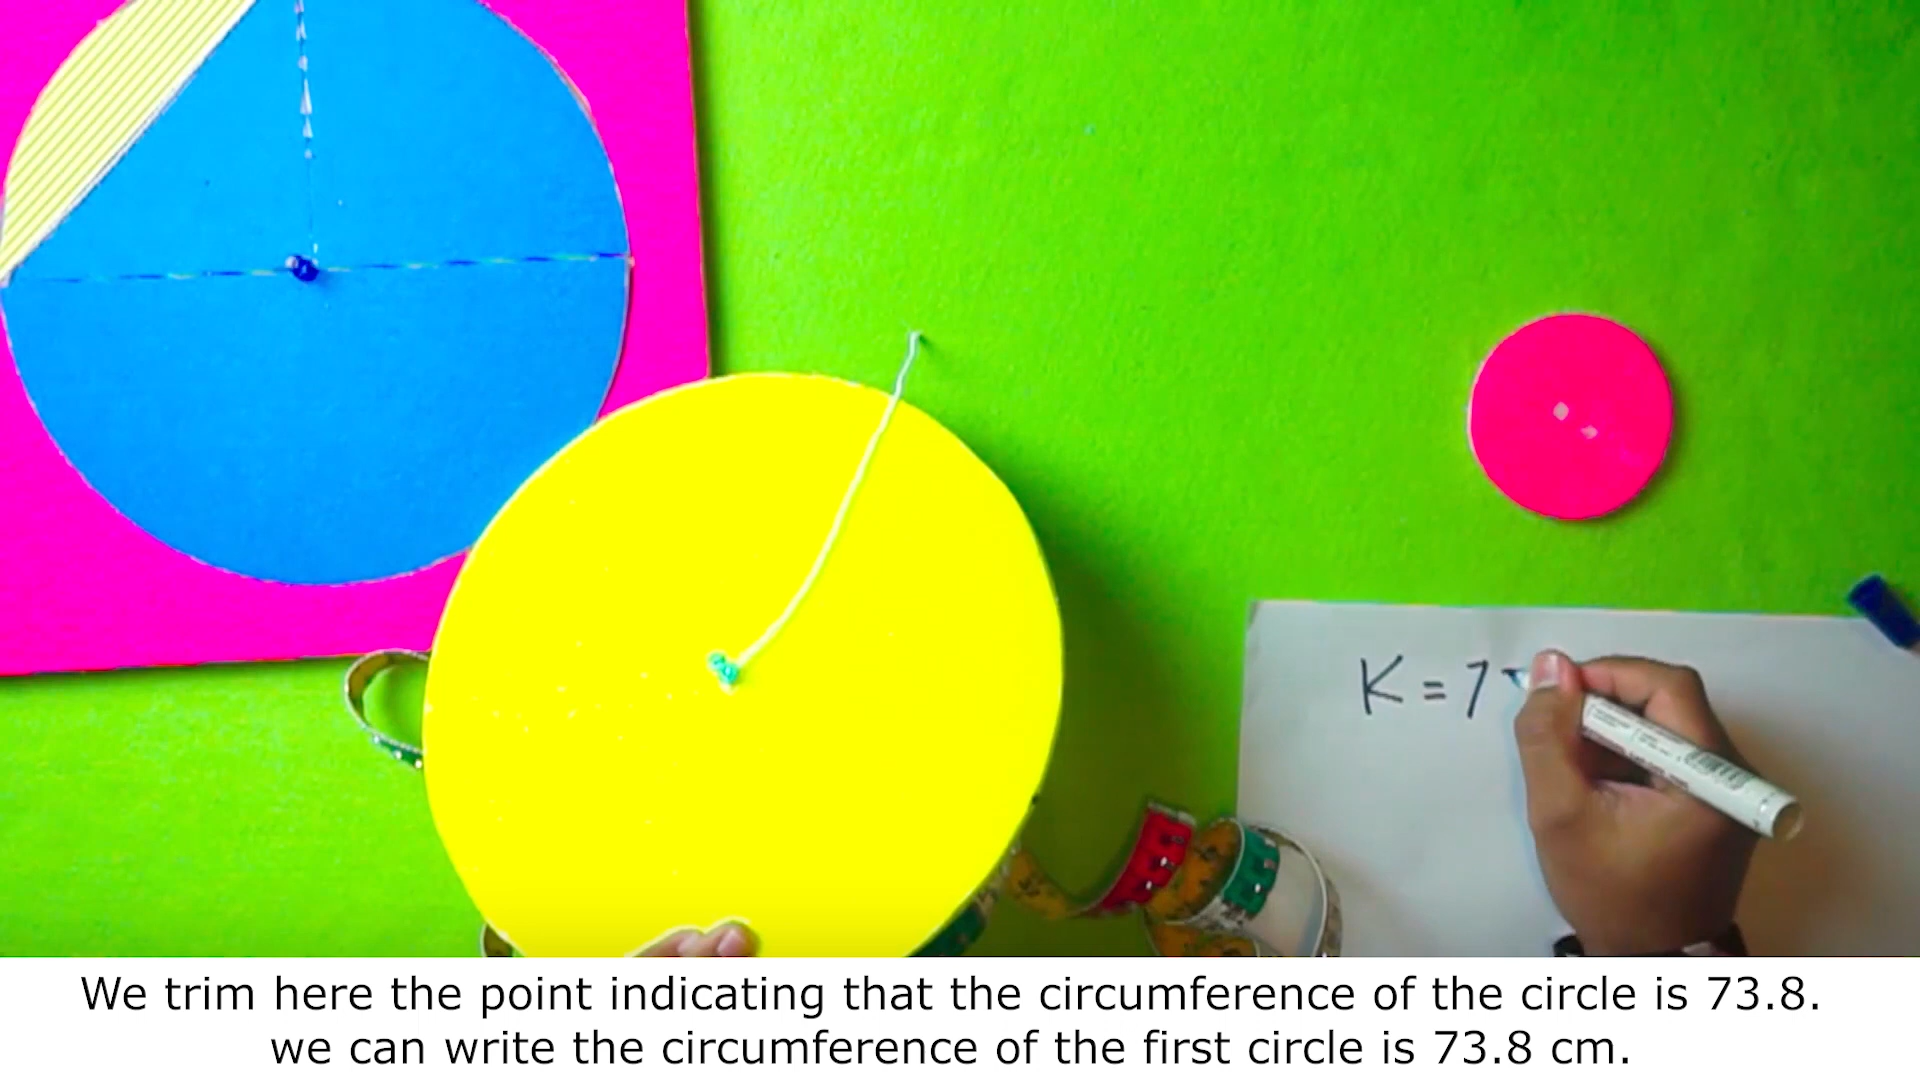 K = 7
We trim here the point indicating that the circumference of the circle is 73.8.
we can write the circumference of the first circle is 73.8 cm.